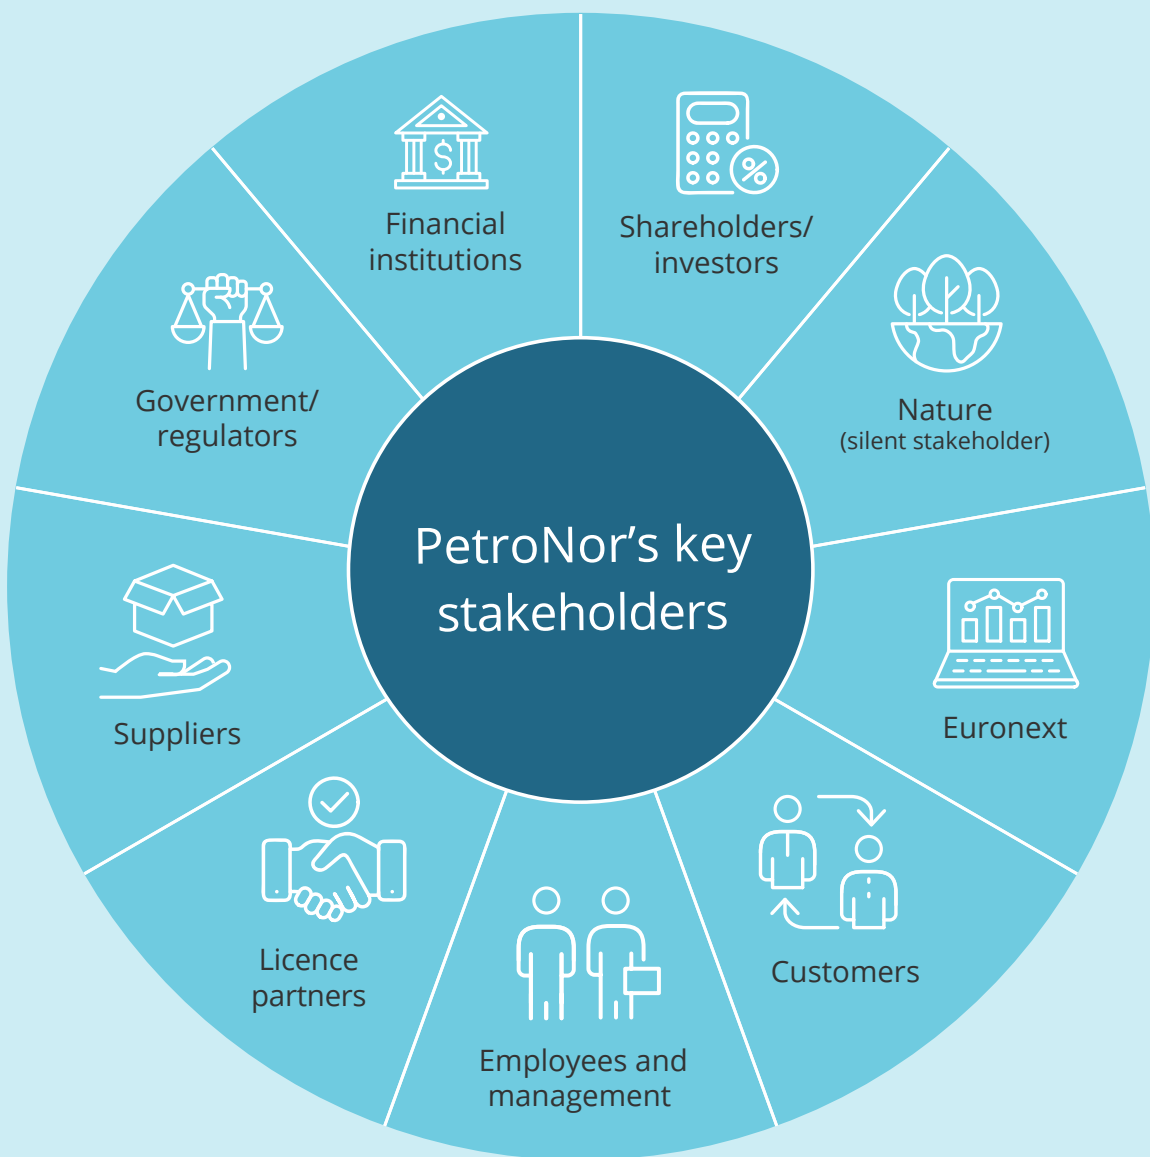 Financial
institutions
Shareholders/
investors
Government/
regulators
Nature
(silent stakeholder)
PetroNor’s key
stakeholders
Suppliers
Euronext
Licence
partners
Customers
Employees and
management